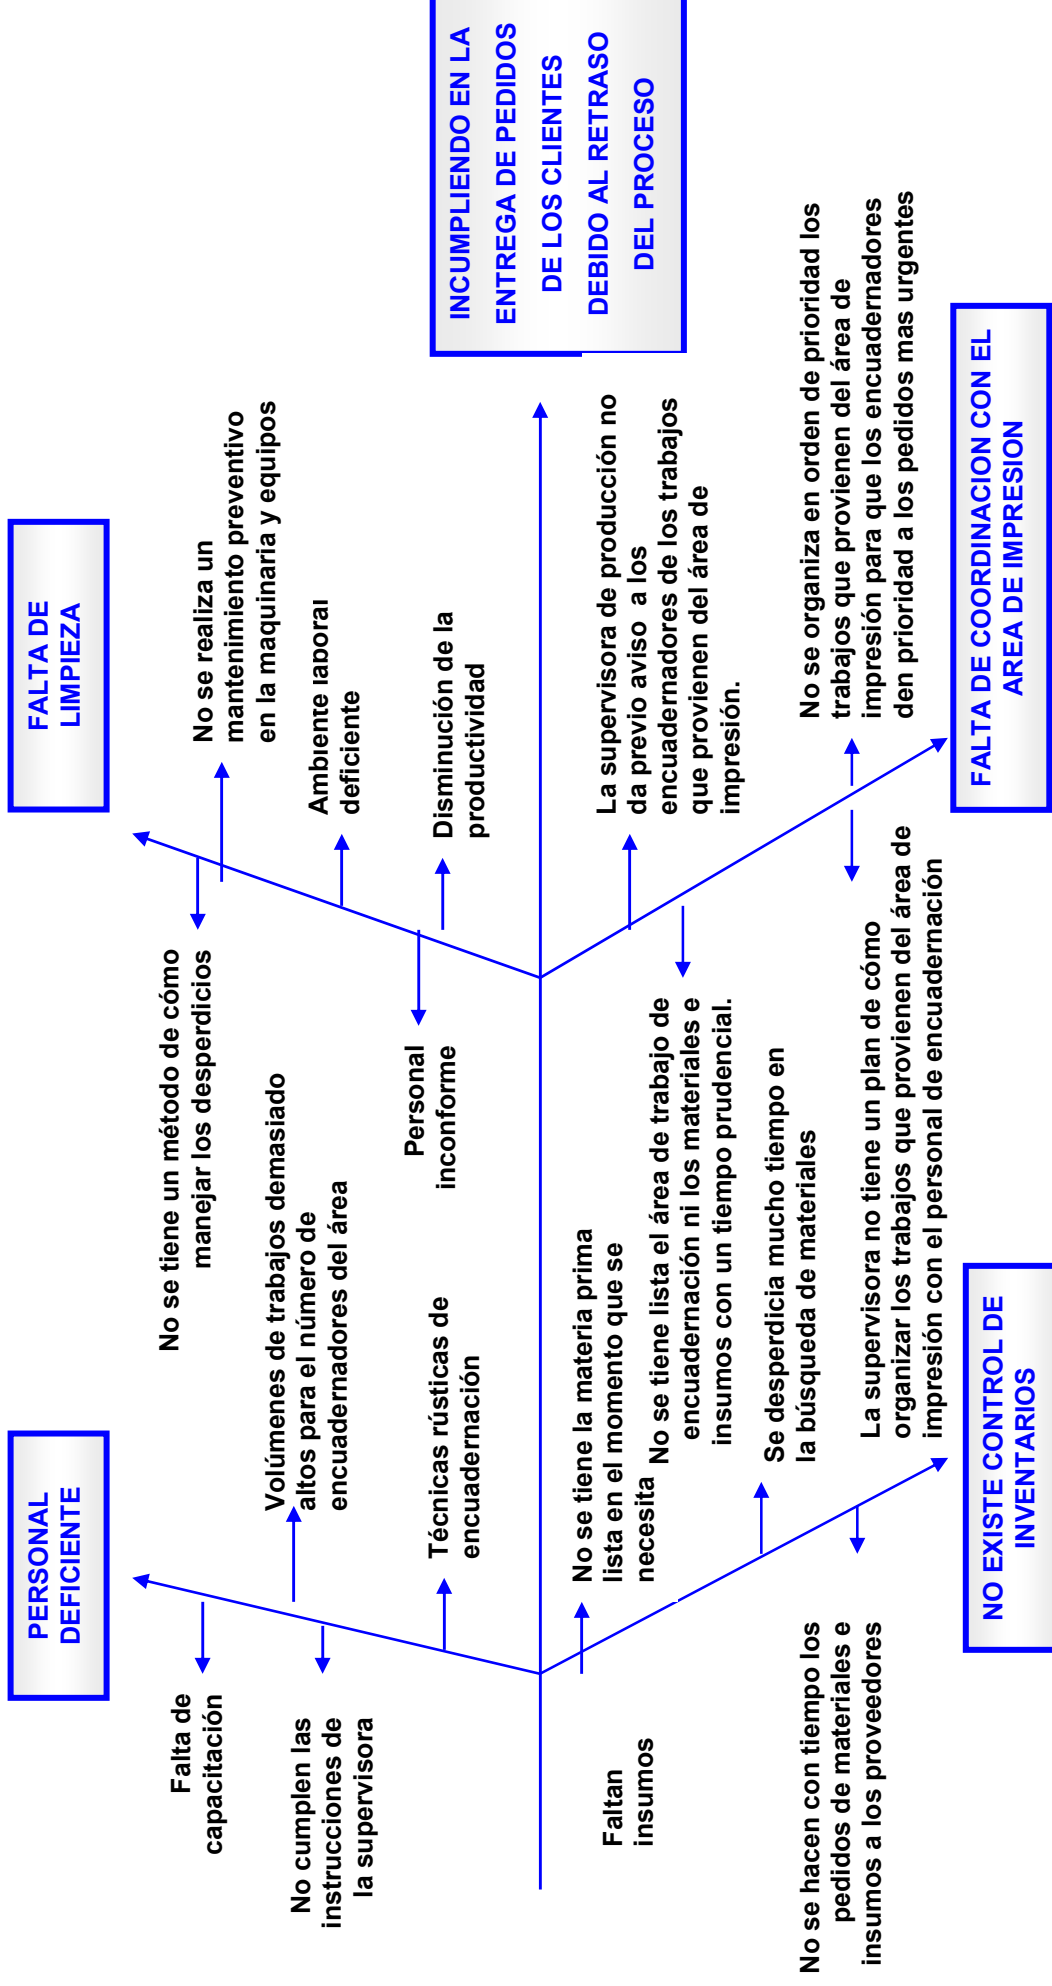 PERSONAL
DEFICIENTE
FALTA DE
LIMPIEZA
Falta de
capacitación
No cumplen las
instrucciones de
la supervisora
Volúmenes de trabajos demasiado
altos para el número de
encuadernadores del área
Técnicas rústicas de
encuadernación
No se tiene un método de cómo
manejar los desperdicios
Personal
inconforme
No se realiza un
mantenimiento preventivo
en la maquinaria y equipos
Ambiente laboral
deficiente
Disminución de la
productividad
INCUMPLIENDO EN LA
ENTREGA DE PEDIDOS
DE LOS CLIENTES
DEBIDO AL RETRASO
DEL PROCESO
Faltan
insumos
No se hacen con tiempo los
pedidos de materiales e
insumos a los proveedores
No se tiene la materia prima
lista en el momento que se
necesita
Se desperdicia mucho tiempo en
la búsqueda de materiales
No se tiene lista el área de trabajo de
encuadernación ni los materiales e
insumos con un tiempo prudencial.
La supervisora no tiene un plan de cómo
organizar los trabajos que provienen del área de
impresión con el personal de encuadernación
La supervisora de producción no
da previo aviso  a los
encuadernadores de los trabajos
que provienen del área de
impresión.
No se organiza en orden de prioridad los
trabajos que provienen del área de
impresión para que los encuadernadores
den prioridad a los pedidos mas urgentes
NO EXISTE CONTROL DE
INVENTARIOS
FALTA DE COORDINACION CON EL
AREA DE IMPRESION